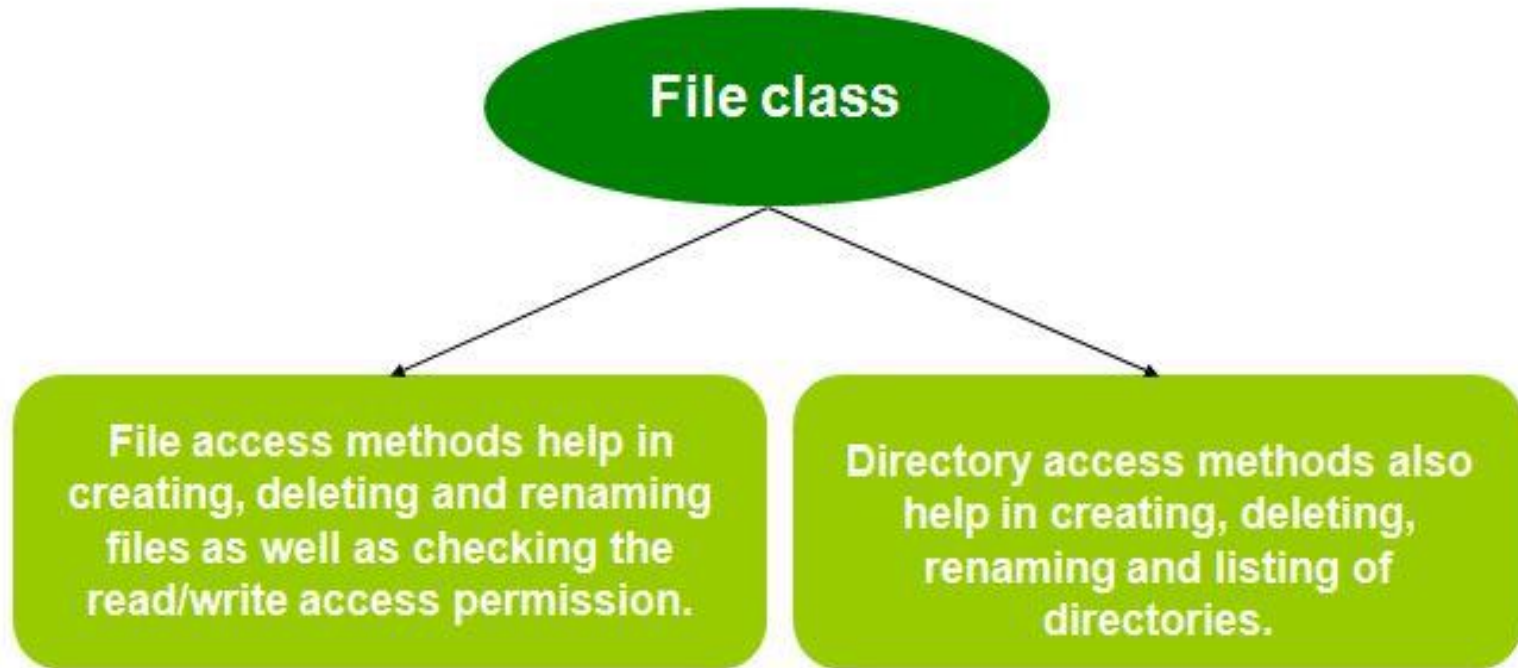 File class
File access methods help in
creating, deleting and renaming
files as well as checking the
read/write access permission.
Directory access methods also
help in creating, deleting,
renaming and listing of
directories.